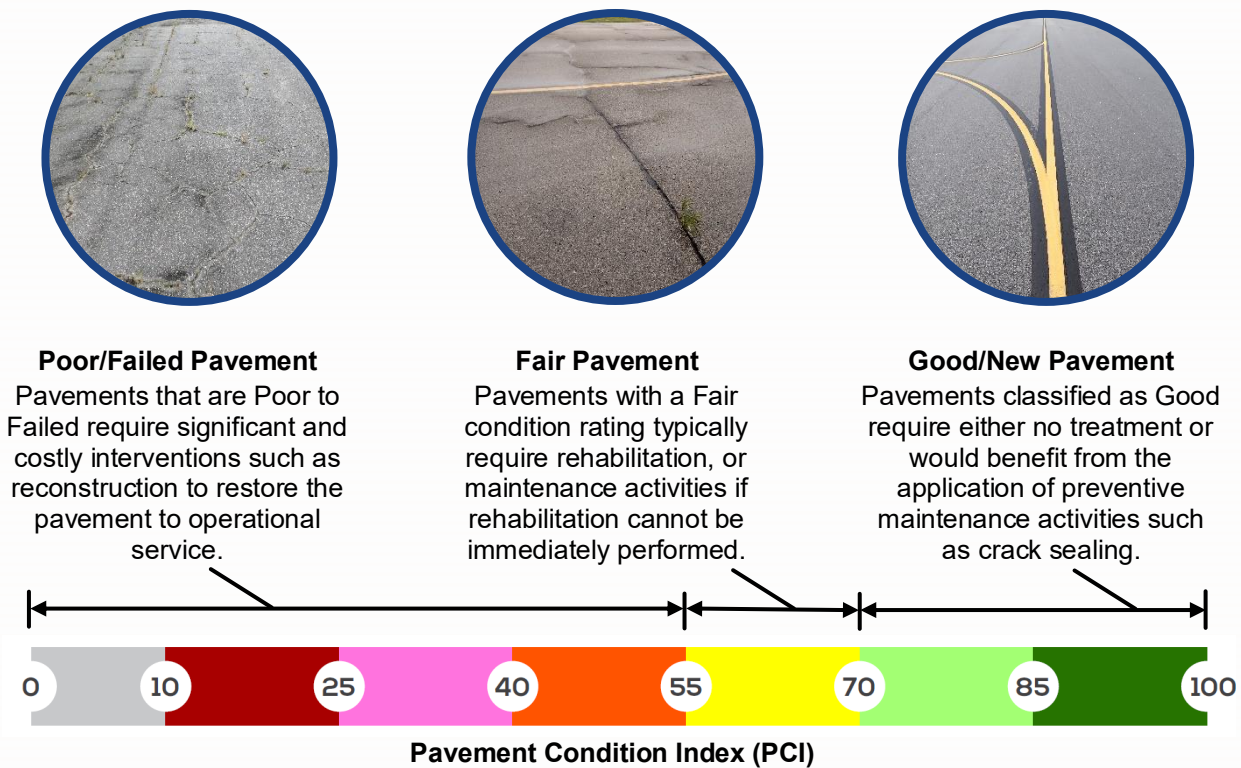 Poor/Failed Pavement
Pavements that are Poor to
Failed require significant and
costly interventions such as
reconstruction to restore the
pavement to operational
service.
Fair Pavement
Pavements with a Fair
condition rating typically
require rehabilitation, or
maintenance activities if
rehabilitation cannot be
immediately performed.
Good/New Pavement
Pavements classified as Good
require either no treatment or
would benefit from the
application of preventive
maintenance activities such
as crack sealing.
0 10 25 40 55 70 85 100
Pavement Condition Index (PCI)